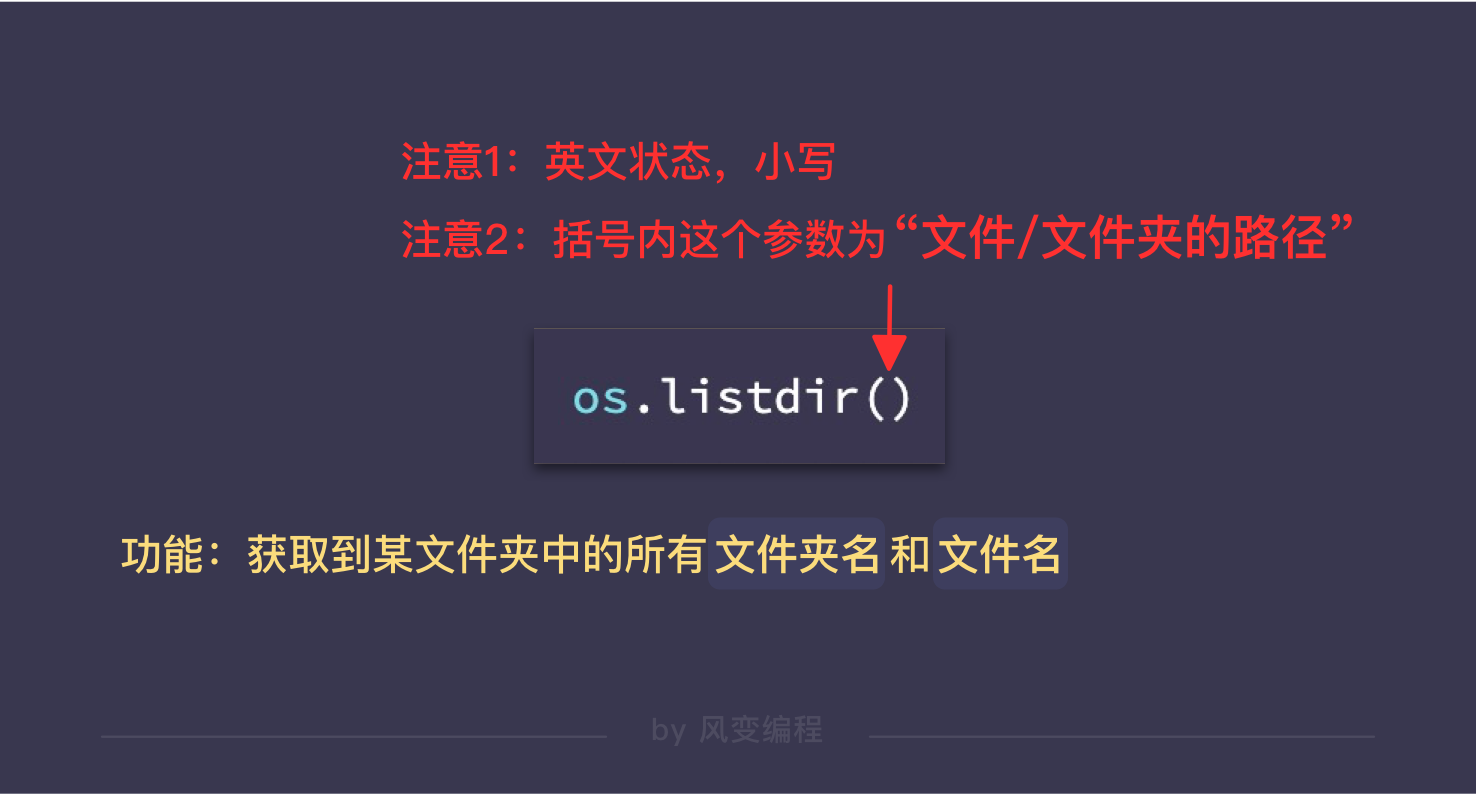 注意1：英文状态，小写
注意2：括号内这个参数为“文件/文件夹的路径”
os.listdir()
功能：获取到某文件夹中的所有文件夹名和文件名
by 风变编程